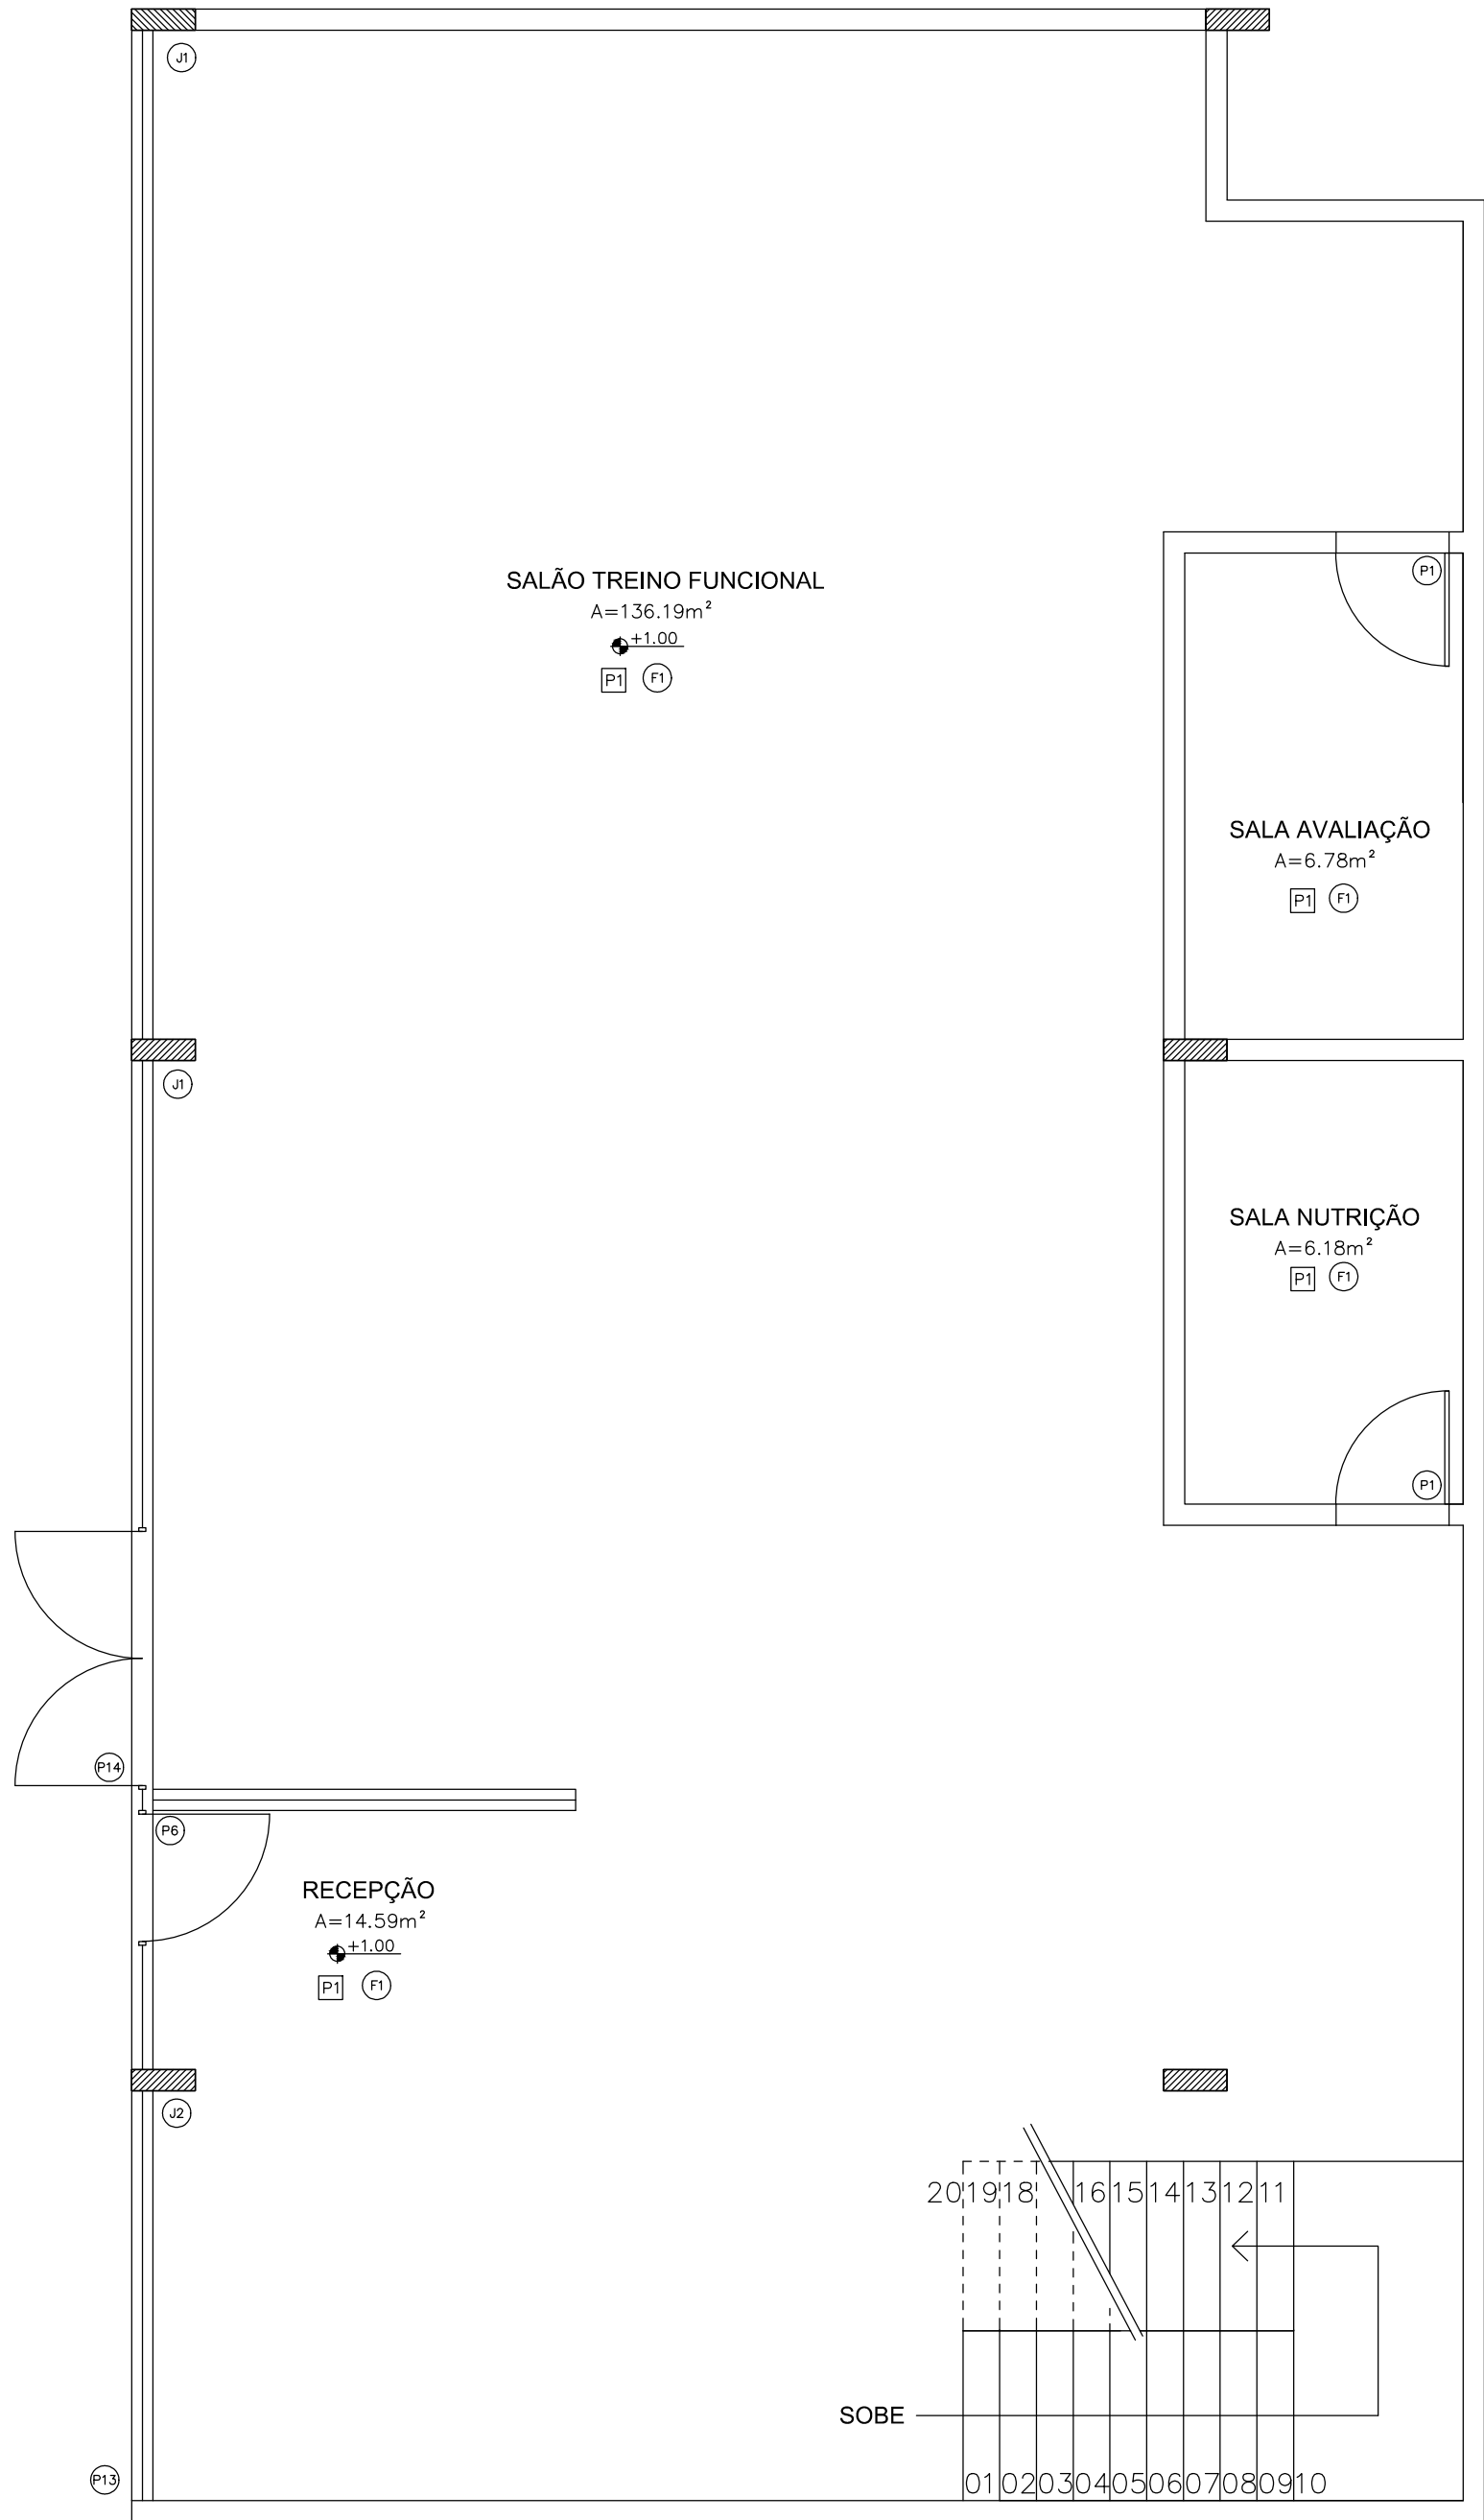 J1
SALÃO TREINO FUNCIONAL
A=136.19m²
+1.00
P1 F1
P1
SALA AVALIAÇÃO
A=6.78m²
P1 F1
J1
SALA NUTRIÇÃO
A=6.18m²
P1 F1
P1
P14
P6
RECEPÇÃO
A=14.59m²
+1.00
P1 F1
J2
20 19 18 16 15 14 13 12 11
SOBE
P13
01 02 03 04 05 06 07 08 09 10